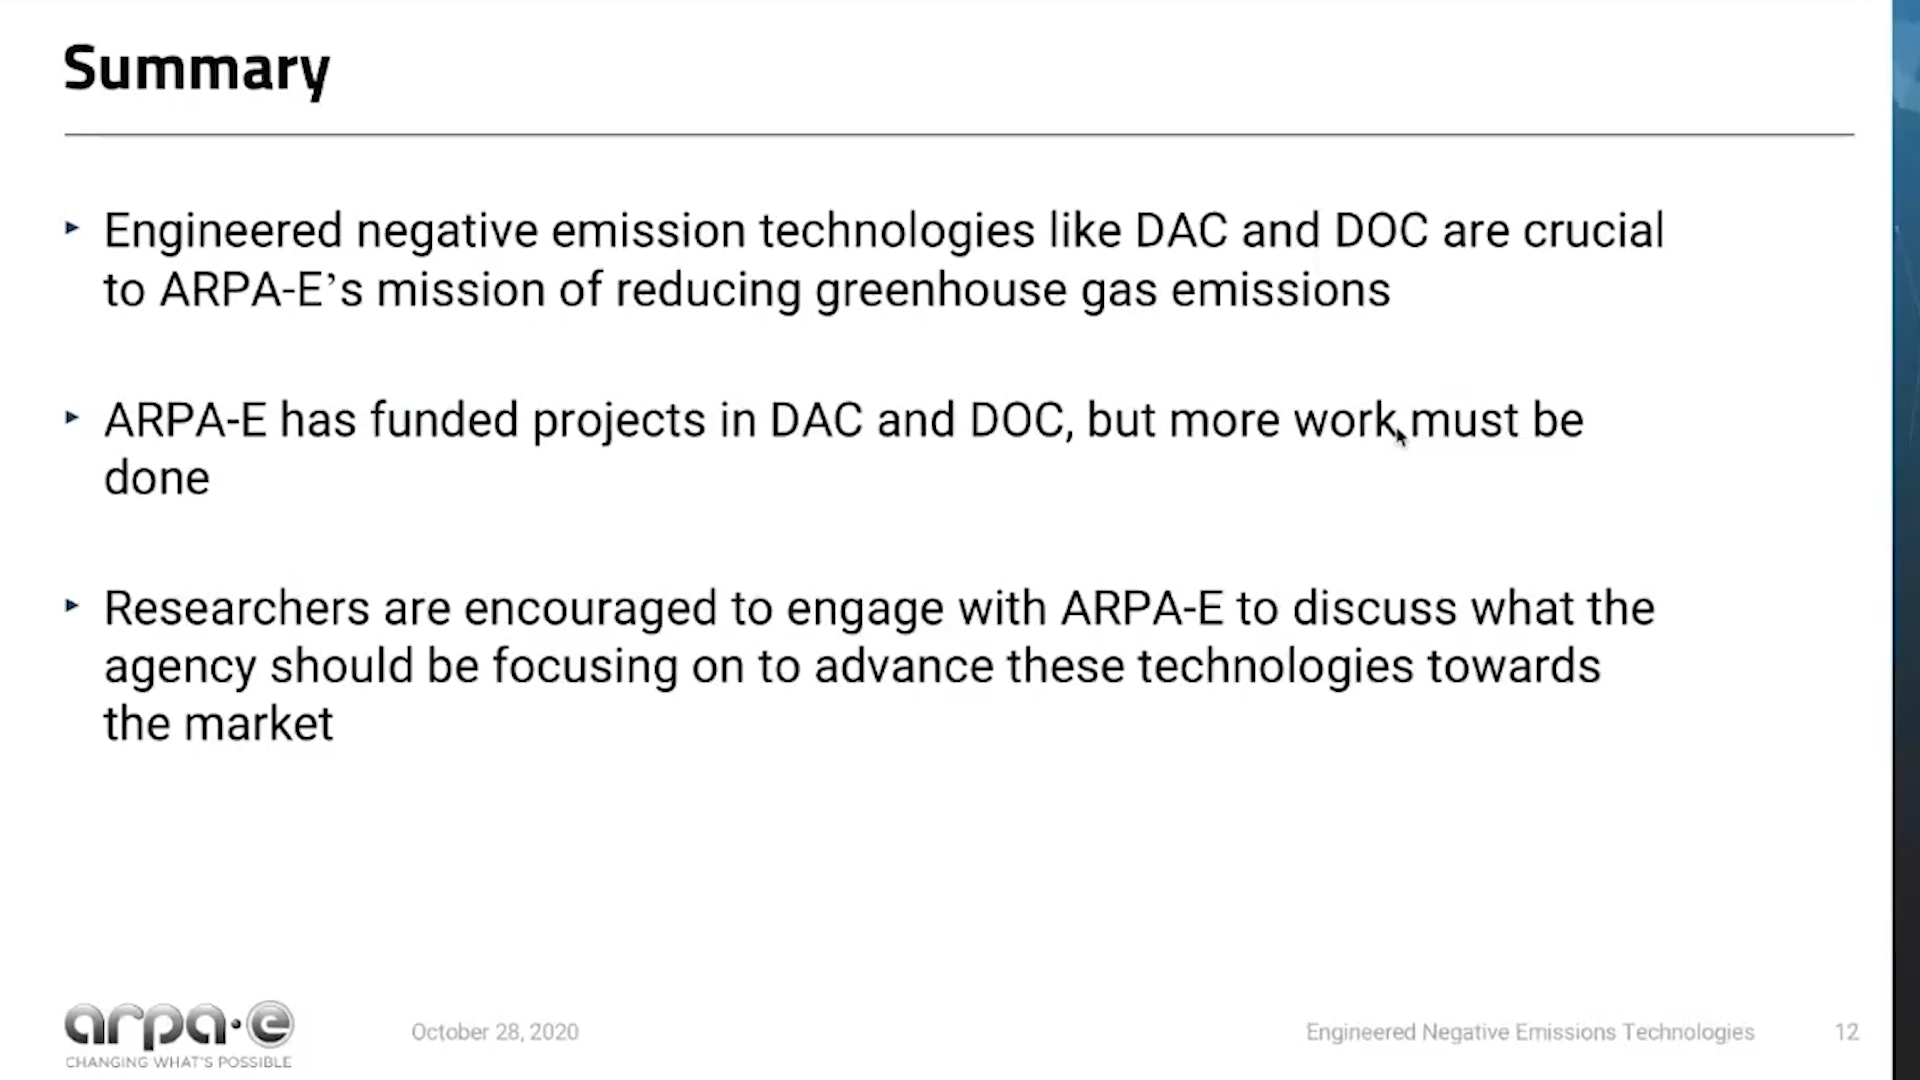 Summary
Engineered negative emission technologies like DAC and DOC are crucial
to ARPA-E’s mission of reducing greenhouse gas emissions
ARPA-E has funded projects in DAC and DOC, but more work must be
done
Researchers are encouraged to engage with ARPA-E to discuss what the
agency should be focusing on to advance these technologies towards
the market
arpa·e
CHANGING WHAT'S POSSIBLE
October 28, 2020
Engineered Negative Emissions Technologies
12